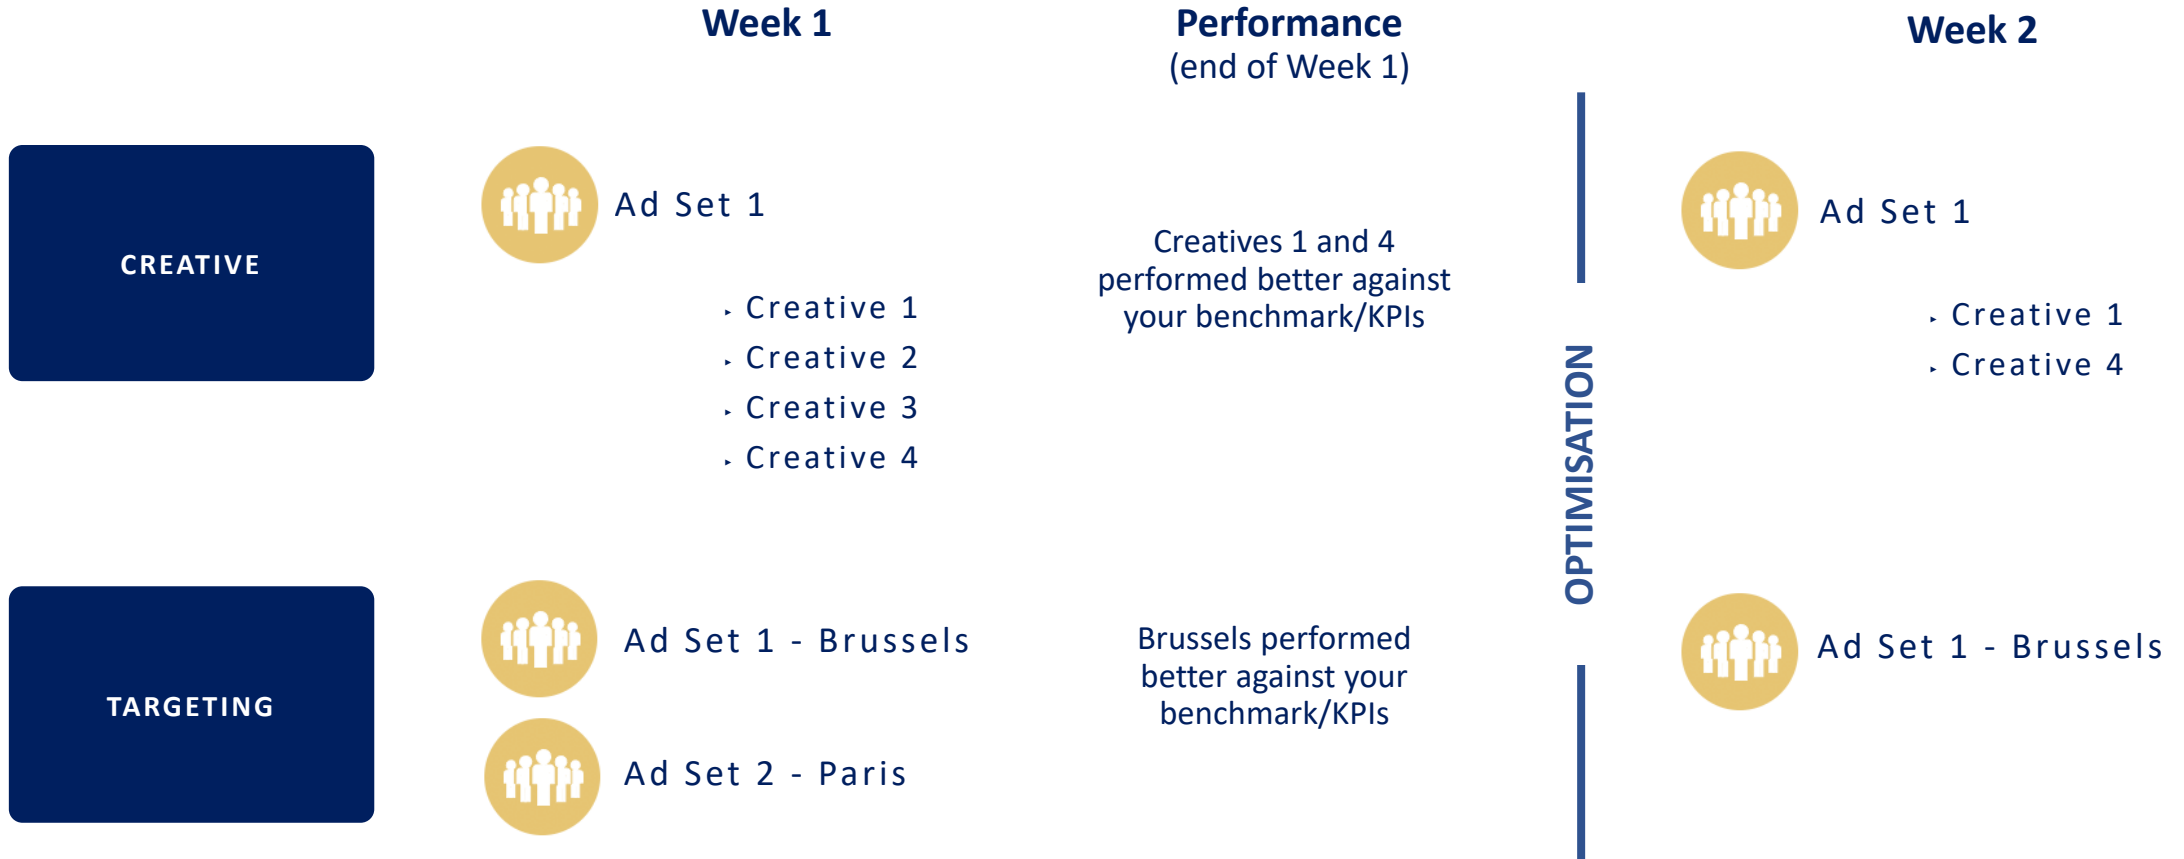 Week 1
Performance
(end of Week 1)
Week 2
CREATIVE
Ad Set 1
Creative 1
Creative 2
Creative 3
Creative 4
Creatives 1 and 4
performed better against
your benchmark/KPIs
OPTIMISATION
Ad Set 1
Creative 1
Creative 4
TARGETING
Ad Set 1 - Brussels
Ad Set 2 - Paris
Brussels performed
better against your
benchmark/KPIs
Ad Set 1 - Brussels